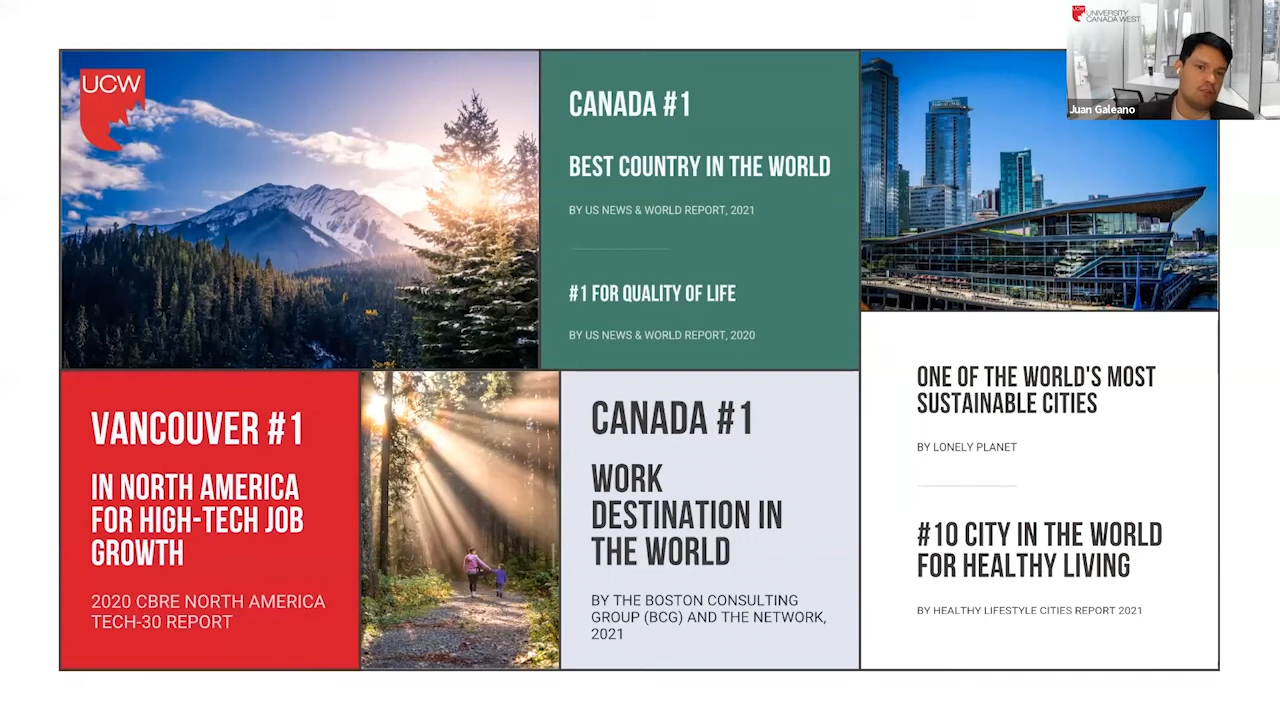 UCW
CANADA #1
BEST COUNTRY IN THE WORLD
BY US NEWS & WORLD REPORT, 2021
#1 FOR QUALITY OF LIFE
BY US NEWS & WORLD REPORT, 2020
UCW
UNIVERSITY
CANADA WEST
Juan Galeano
VANCOUVER #1
IN NORTH AMERICA
FOR HIGH-TECH JOB
GROWTH
2020 CBRE NORTH AMERICA
TECH-30 REPORT
CANADA #1
WORK
DESTINATION IN
THE WORLD
BY THE BOSTON CONSULTING
GROUP (BCG) AND THE NETWORK,
2021
ONE OF THE WORLD'S MOST
SUSTAINABLE CITIES
BY LONELY PLANET
#10 CITY IN THE WORLD
FOR HEALTHY LIVING
BY HEALTHY LIFESTYLE CITIES REPORT 2021